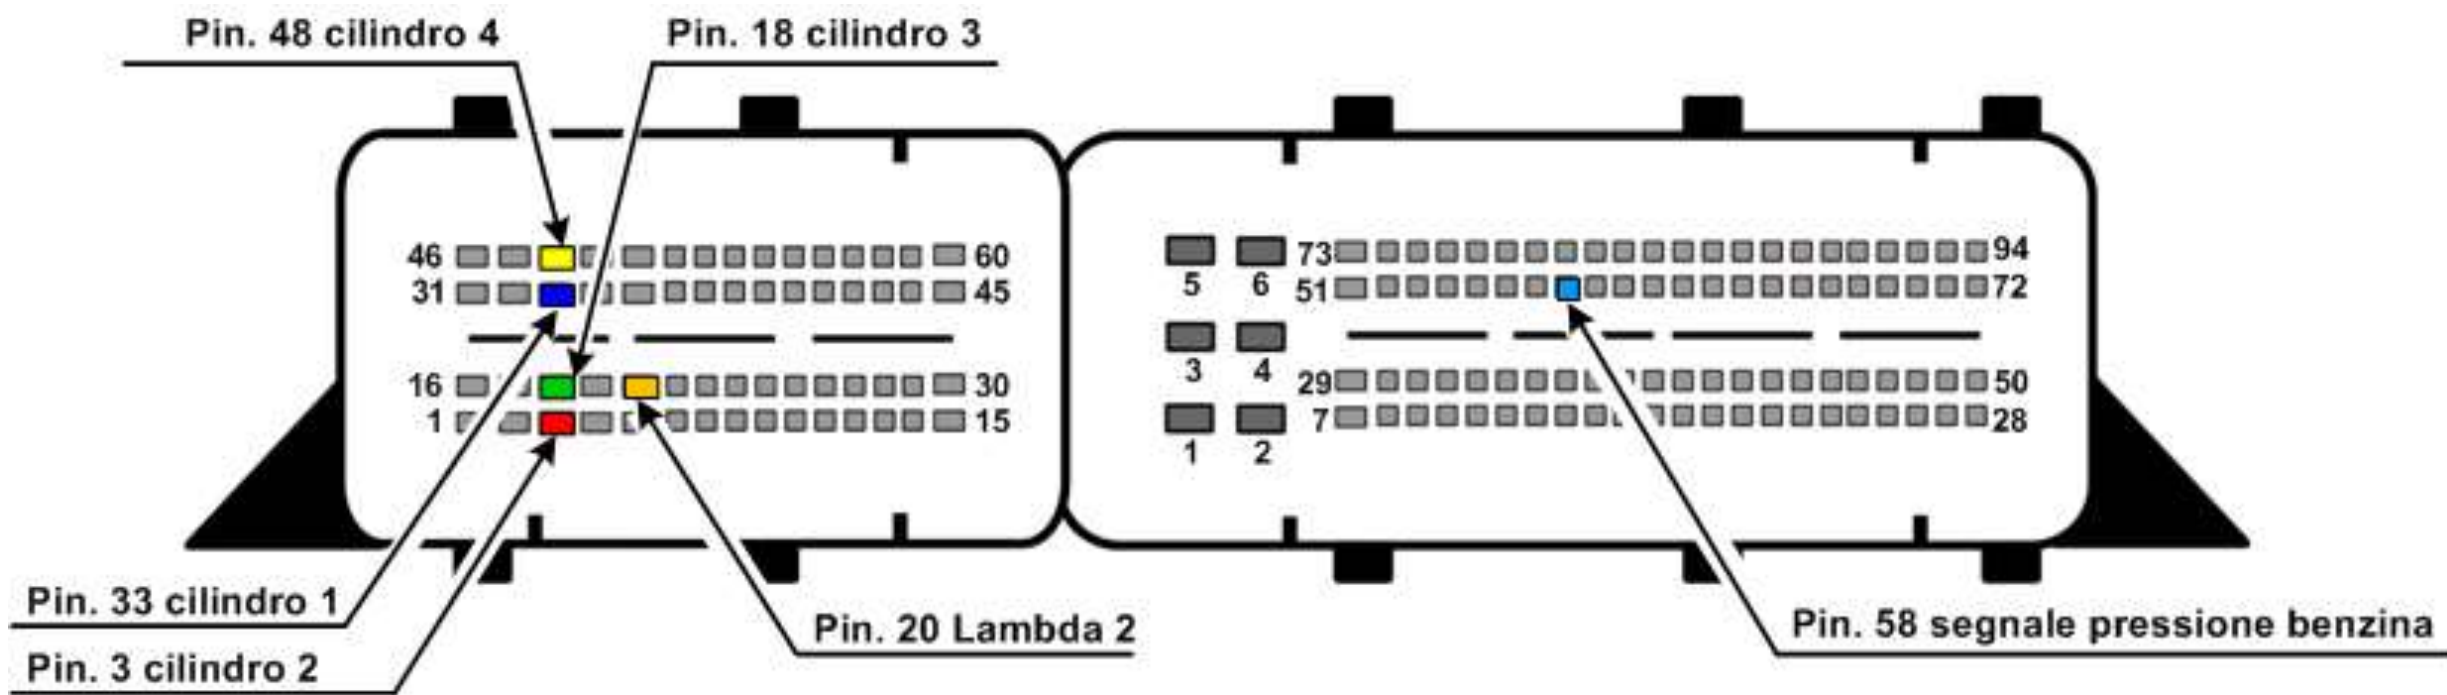 Pin. 48 cilindro 4
Pin. 18 cilindro 3
46 60
31 45
16 30
1 15
5 6 73 94
51 72
3 4 29 50
1 2 7 28
Pin. 33 cilindro 1
Pin. 3 cilindro 2
Pin. 20 Lambda 2
Pin. 58 segnale pressione benzina